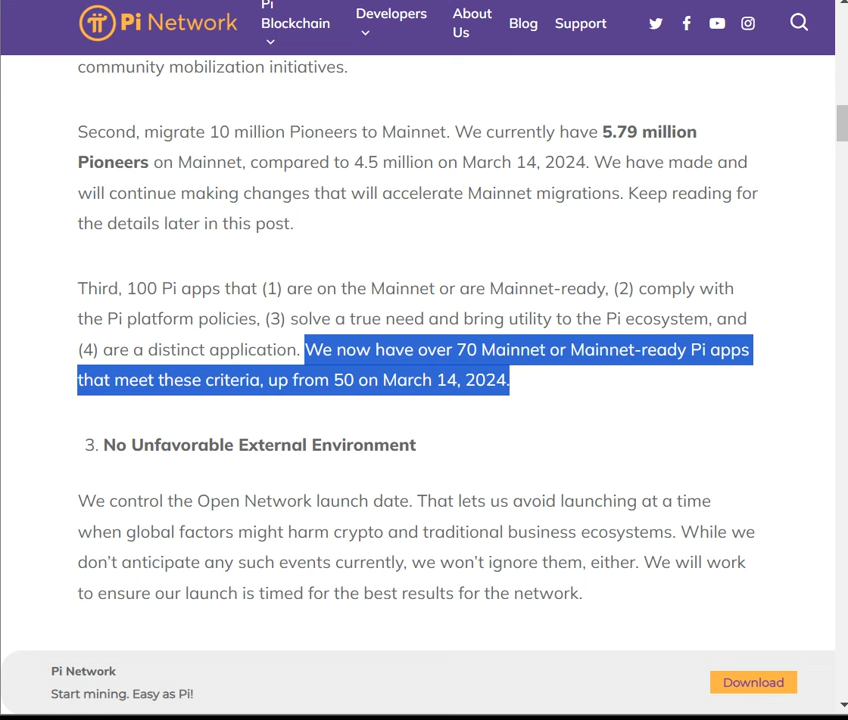 Pi Network
Pi
Blockchain
Developers
About
Us
Blog
Support
community mobilization initiatives.
Second, migrate 10 million Pioneers to Mainnet. We currently have 5.79 million
Pioneers on Mainnet, compared to 4.5 million on March 14, 2024. We have made and
will continue making changes that will accelerate Mainnet migrations. Keep reading for
the details later in this post.
Third, 100 Pi apps that (1) are on the Mainnet or are Mainnet-ready, (2) comply with
the Pi platform policies, (3) solve a true need and bring utility to the Pi ecosystem, and
(4) are a distinct application. We now have over 70 Mainnet or Mainnet-ready Pi apps
that meet these criteria, up from 50 on March 14, 2024.
3. No Unfavorable External Environment
We control the Open Network launch date. That lets us avoid launching at a time
when global factors might harm crypto and traditional business ecosystems. While we
don't anticipate any such events currently, we won't ignore them, either. We will work
to ensure our launch is timed for the best results for the network.
Pi Network
Start mining. Easy as Pi!
Download